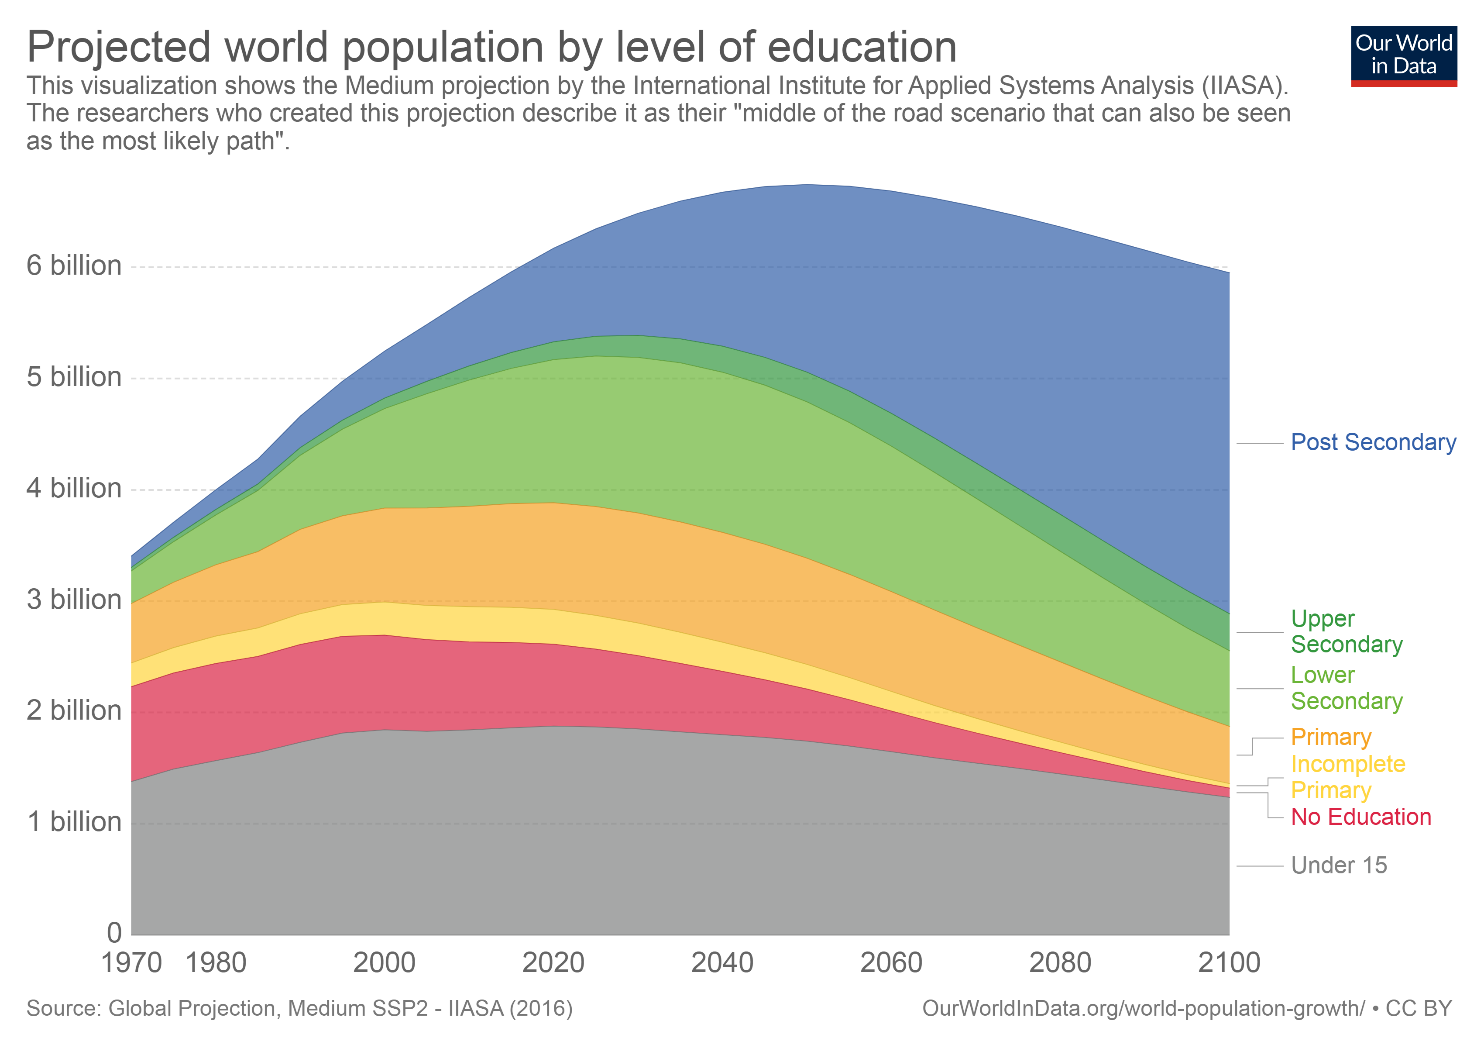 Projected world population by level of education
Our World
in Data
This visualization shows the Medium projection by the International Institute for Applied Systems Analysis (IIASA).
The researchers who created this projection describe it as their "middle of the road scenario that can also be seen
as the most likely path".
6 billion
5 billion
4 billion
3 billion
2 billion
1 billion
0
Post Secondary
Upper
Secondary
Lower
Secondary
Primary
Incomplete
Primary
No Education
Under 15
1970 1980 2000 2020 2040 2060 2080 2100
Source: Global Projection, Medium SSP2 - IIASA (2016)
OurWorldInData.org/world-population-growth/ • CC BY